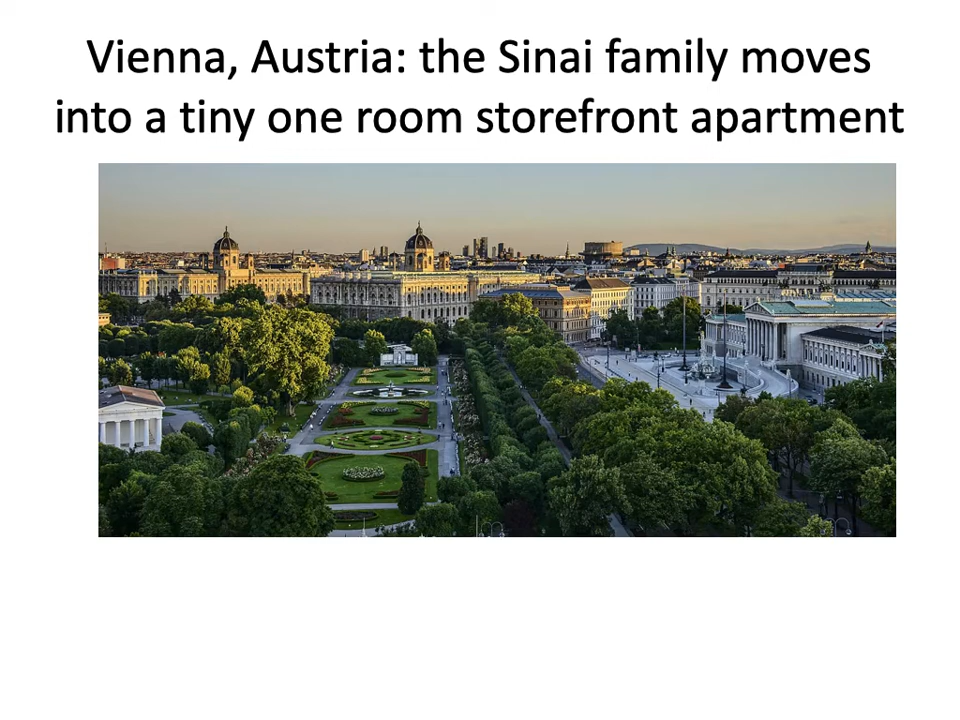 Vienna, Austria: the Sinai family moves
into a tiny one room storefront apartment